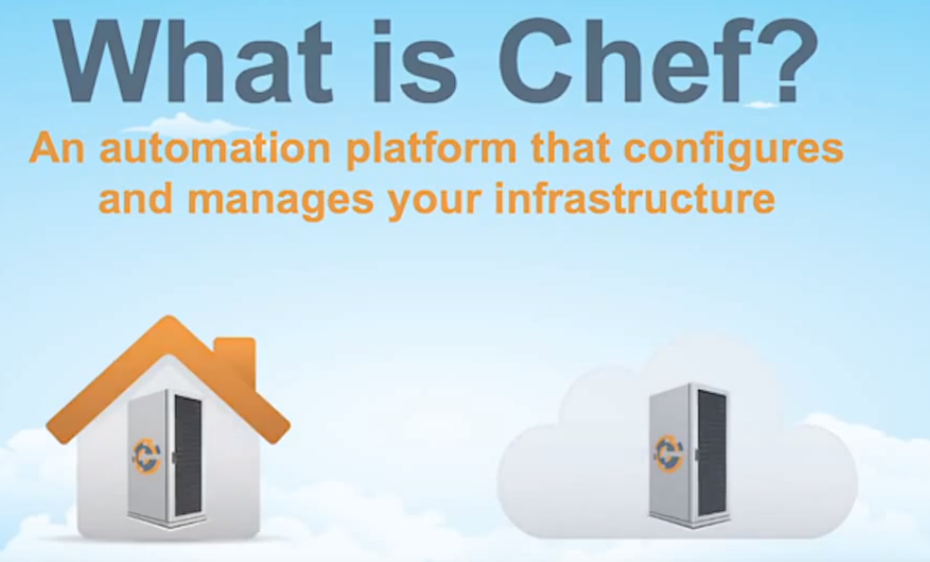 What is Chef?
An automation platform that configures
and manages your infrastructure